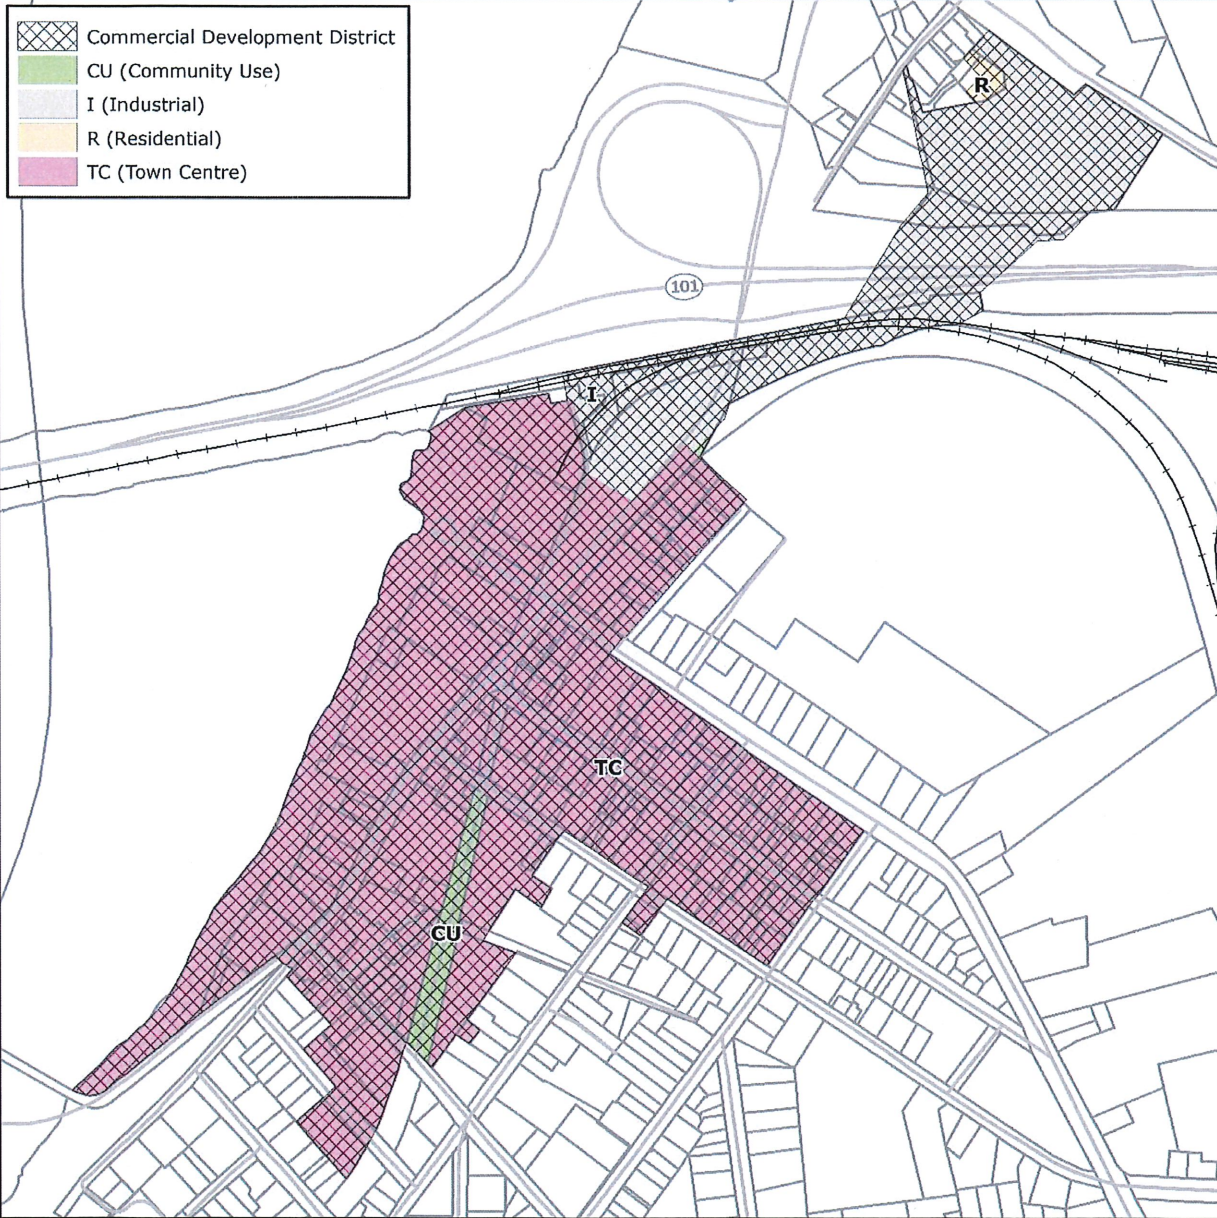 Commercial Development District
CU (Community Use)
I (Industrial)
R (Residential)
TC (Town Centre)
R
101
I
TC
CU